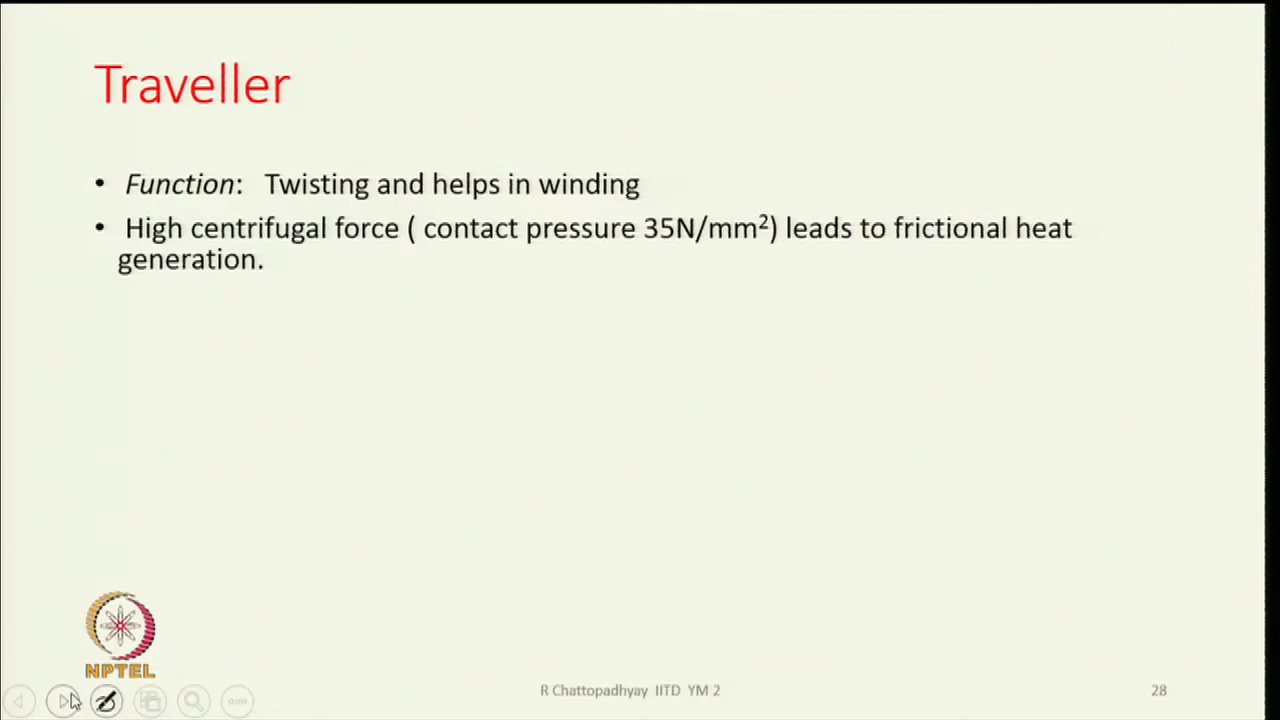 Traveller
• Function: Twisting and helps in winding
• High centrifugal force ( contact pressure 35N/mm²) leads to frictional heat
generation.
NPTEL
R Chattopadhyay IITD YM 2
28